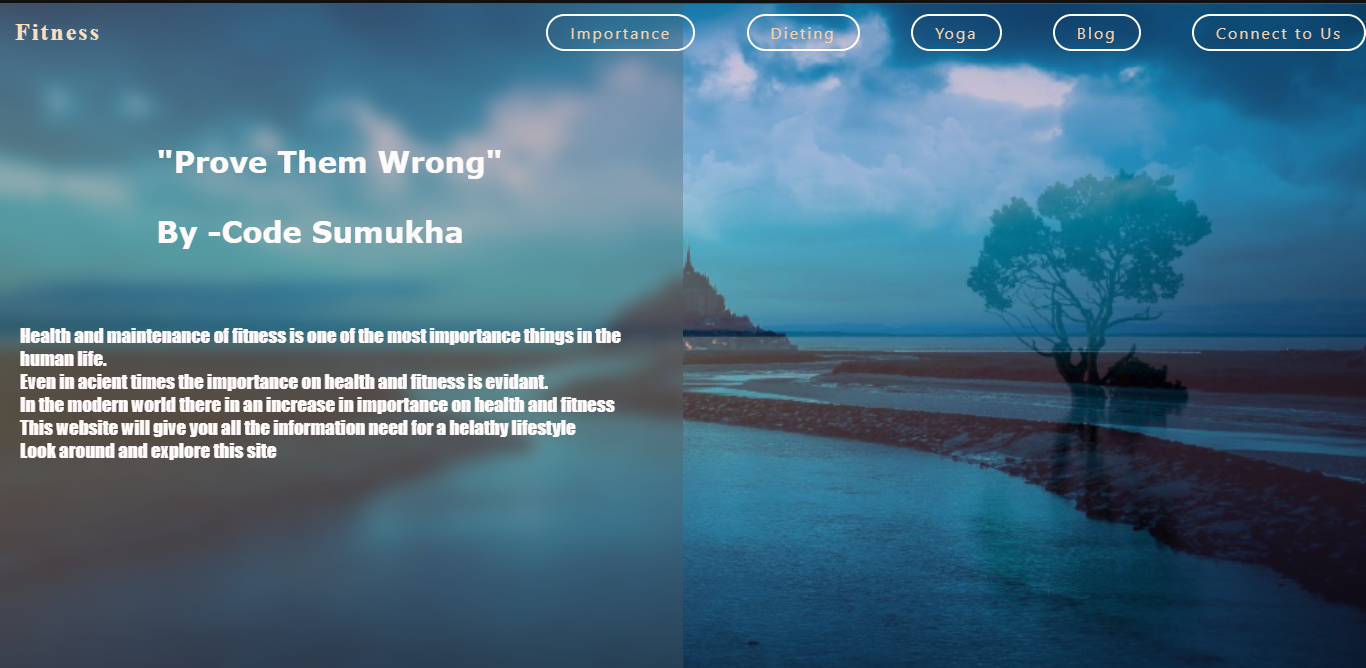 Fitness
Importance
Dieting
Yoga
Blog
Connect to Us
"Prove Them Wrong"
By -Code Sumukha
Health and maintenance of fitness is one of the most importance things in the
human life.
Even in acient times the importance on health and fitness is evidant.
In the modern world there in an increase in importance on health and fitness
This website will give you all the information need for a helathy lifestyle
Look around and explore this site